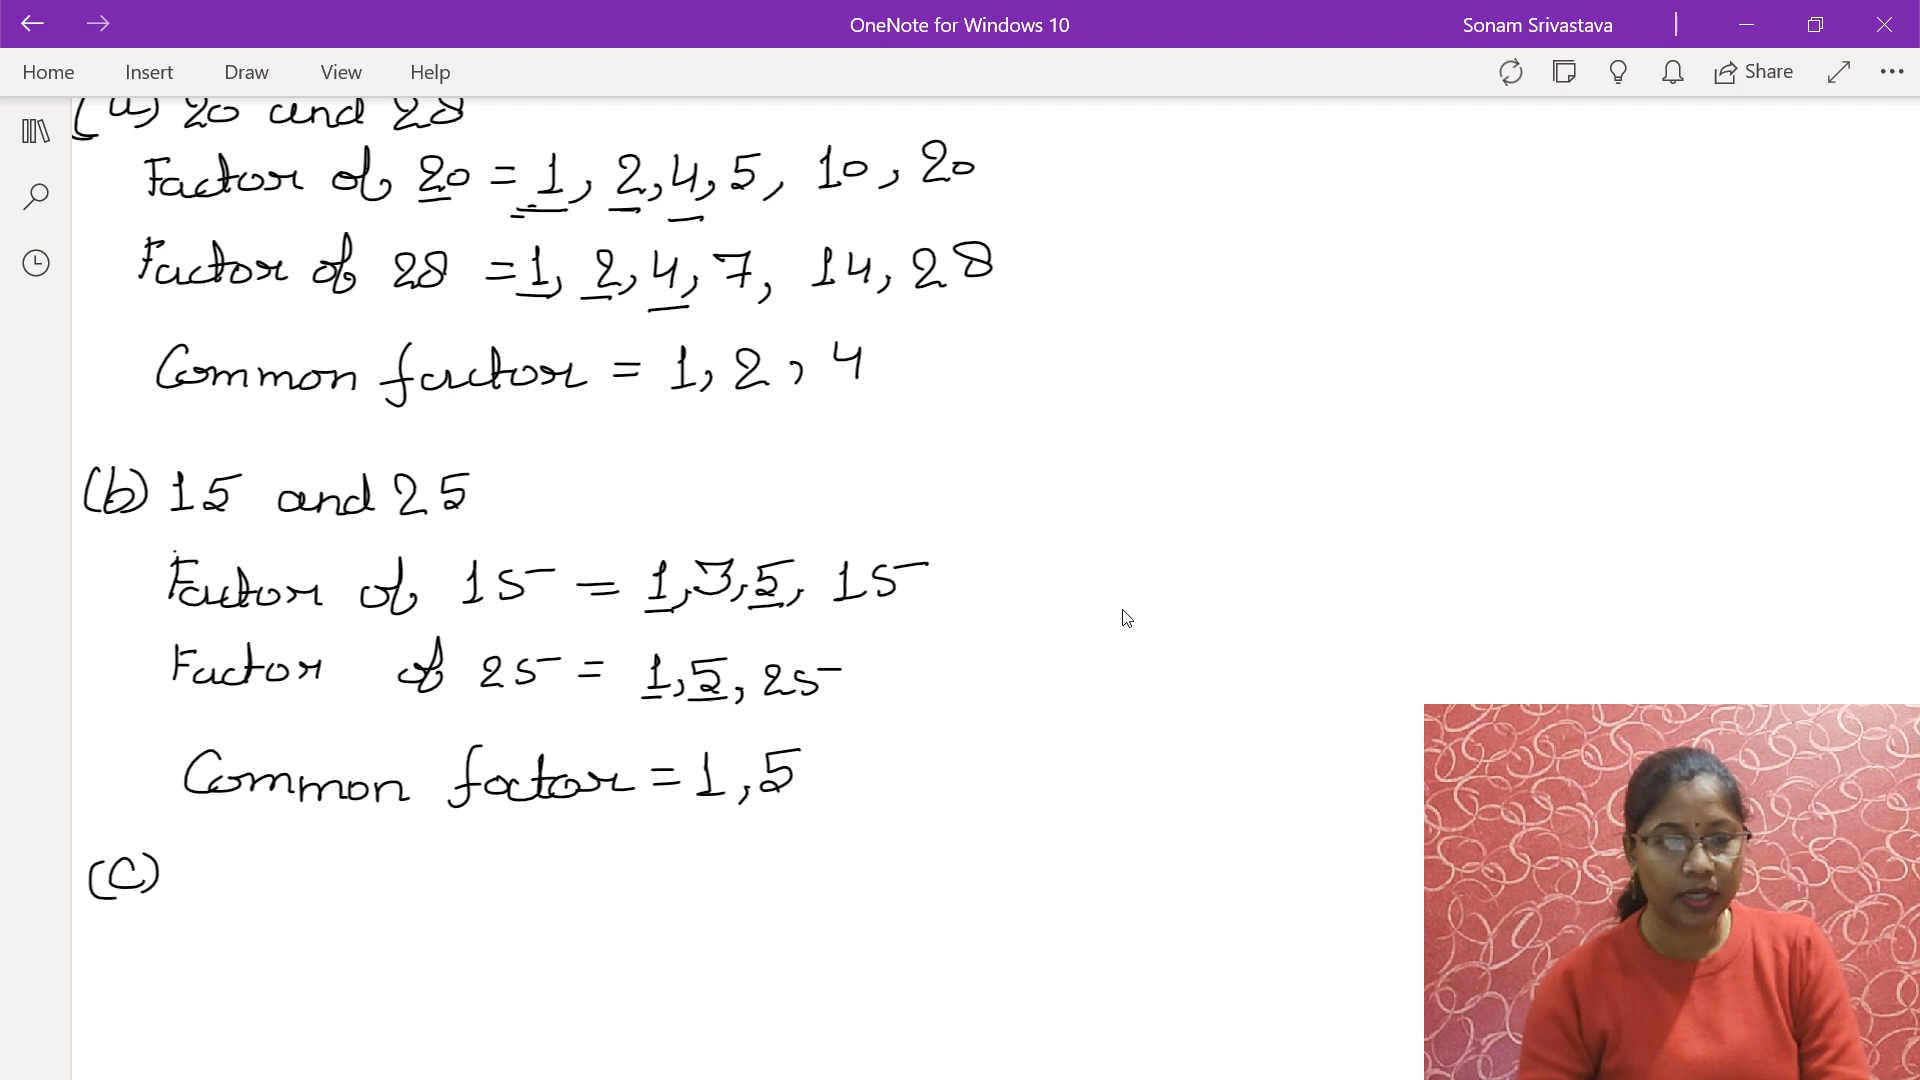 OneNote for Windows 10
Sonam Srivastava
Home Insert Draw View Help Share
(a) 20 and 28
Factor of 20 = 1, 2, 4, 5, 10, 20
Factor of 28 = 1, 2, 4, 7, 14, 28
Common factor = 1, 2, 4
(b) 15 and 25
Factor of 15 = 1, 3, 5, 15
Factor of 25 = 1, 5, 25
Common factor = 1, 5
(C)